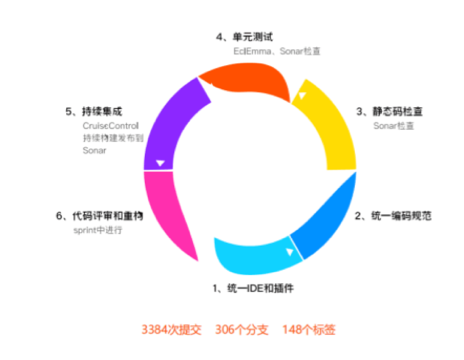 4、单元测试
EclEmma、Sonar检查
5、持续集成
CruiseControl
持续构建发布到
Sonar
3、静态码检查
Sonar检查
6、代码评审和重构
sprint中进行
2、统一编码规范
1、统一IDE和插件
3384次提交 306个分支 148个标签